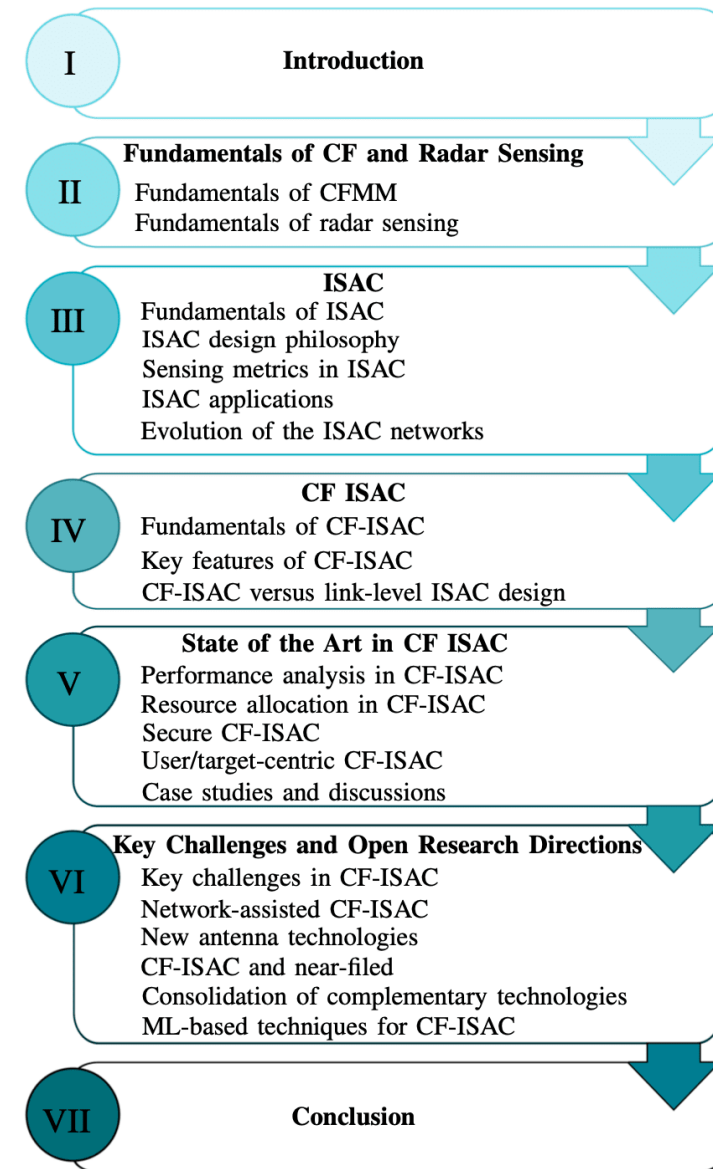 I
Introduction
II
Fundamentals of CF and Radar Sensing
Fundamentals of CFMM
Fundamentals of radar sensing
III
ISAC
Fundamentals of ISAC
ISAC design philosophy
Sensing metrics in ISAC
ISAC applications
Evolution of the ISAC networks
IV
CF ISAC
Fundamentals of CF-ISAC
Key features of CF-ISAC
CF-ISAC versus link-level ISAC design
V
State of the Art in CF ISAC
Performance analysis in CF-ISAC
Resource allocation in CF-ISAC
Secure CF-ISAC
User/target-centric CF-ISAC
Case studies and discussions
VI
Key Challenges and Open Research Directions
Key challenges in CF-ISAC
Network-assisted CF-ISAC
New antenna technologies
CF-ISAC and near-filed
Consolidation of complementary technologies
ML-based techniques for CF-ISAC
VII
Conclusion